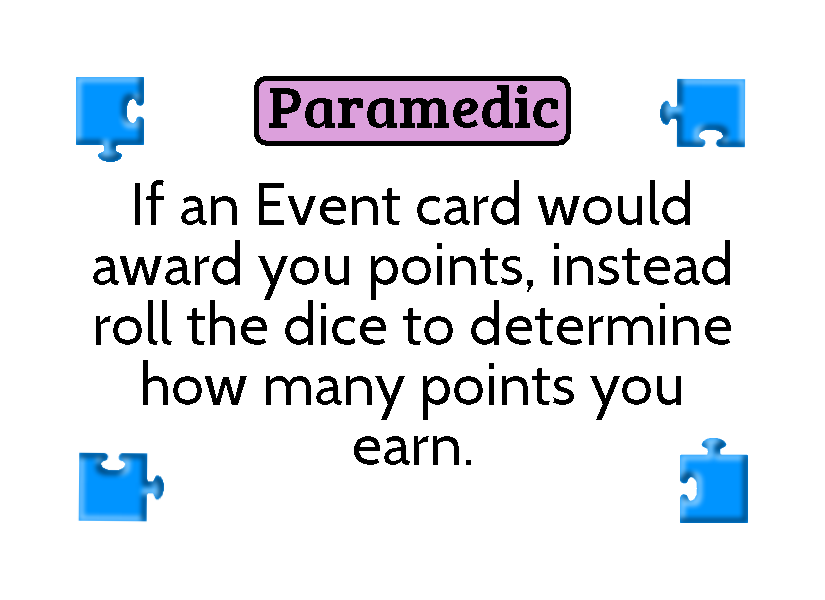 Paramedic
If an Event card would
award you points, instead
roll the dice to determine
how many points you
earn.